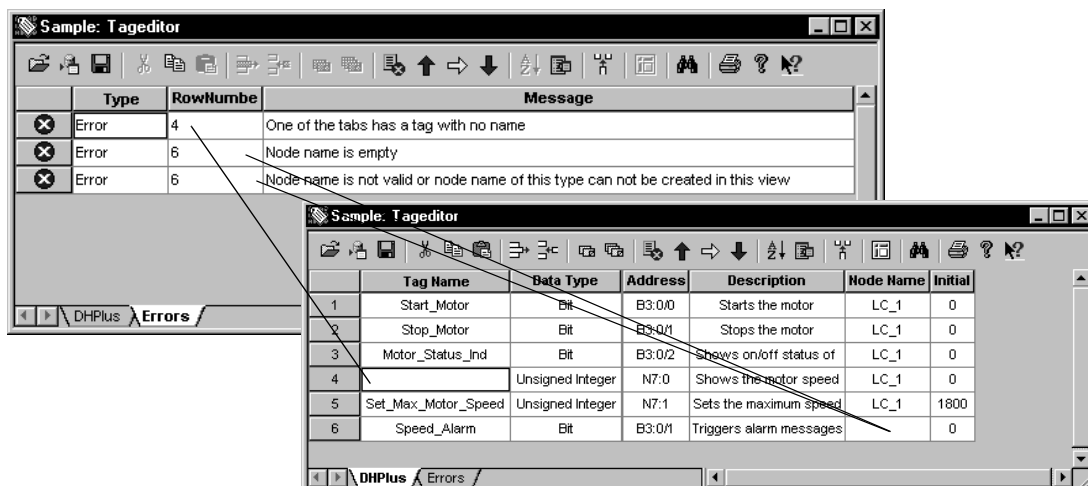 Sample: Tageditor
Type RowNumbe Message
Error 4 One of the tabs has a tag with no name
Error 6 Node name is empty
Error 6 Node name is not valid or node name of this type can not be created in this view
DHPlus Errors
Sample: Tageditor
Tag Name Data Type Address Description Node Name Initial
1 Start_Motor Bit B3:0/0 Starts the motor LC_1 0
2 Stop_Motor Bit B3:0/1 Stops the motor LC_1 0
3 Motor_Status_Ind Bit B3:0/2 Shows on/off status of LC_1 0
4 Unsigned Integer N7:0 Shows the motor speed LC_1 0
5 Set_Max_Motor_Speed Unsigned Integer N7:1 Sets the maximum speed LC_1 1800
6 Speed_Alarm Bit B3:0/1 Triggers alarm messages 0
DHPlus Errors